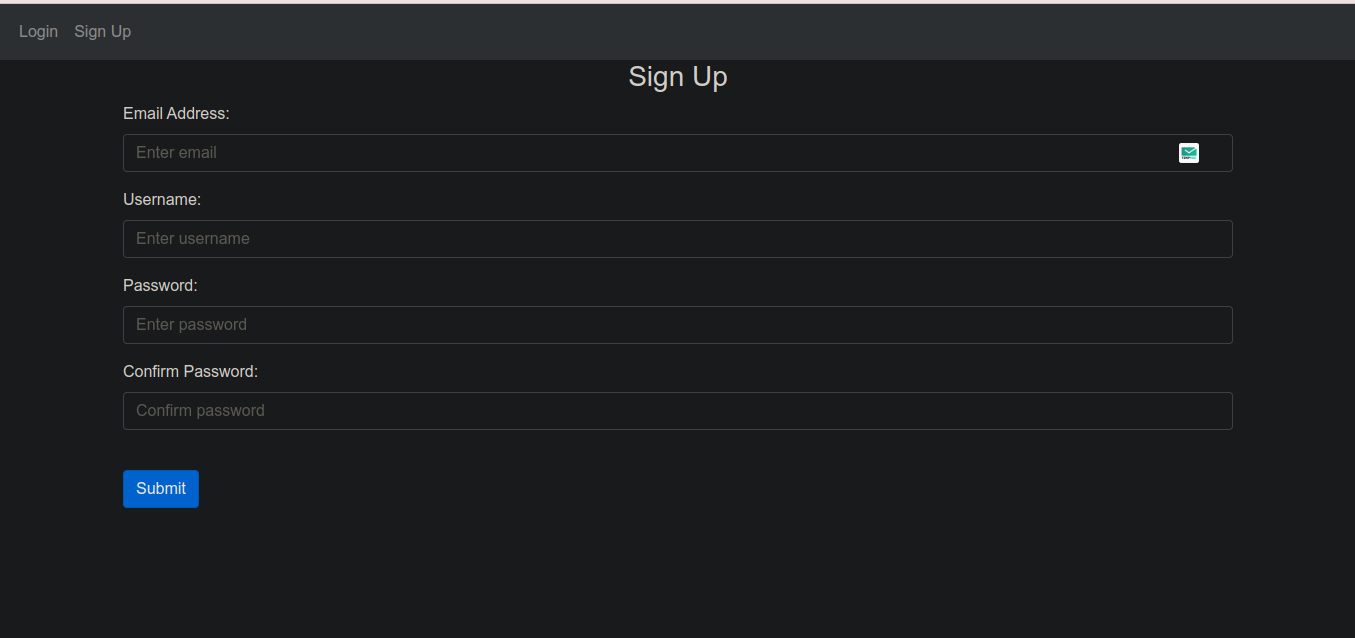 Login Sign Up
Sign Up
Email Address:
Enter email
Username:
Enter username
Password:
Enter password
Confirm Password:
Confirm password
Submit